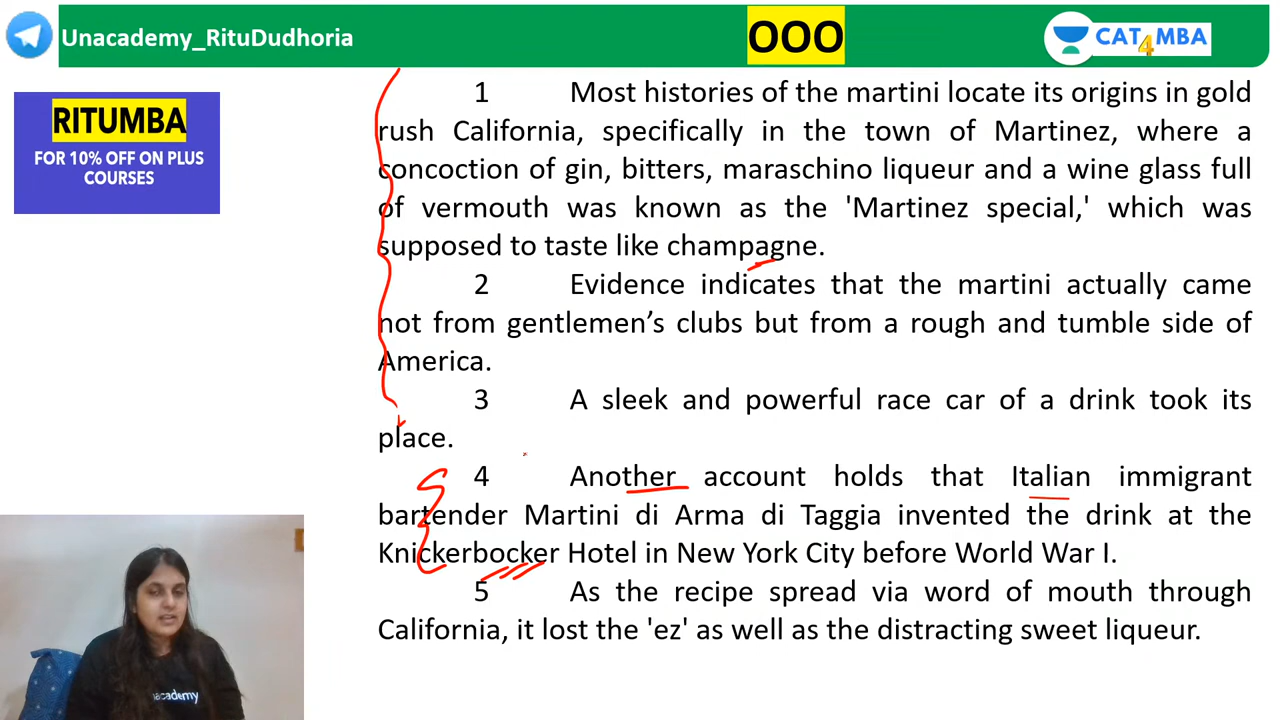 Unacademy_RituDudhoria
OOO
CAT4MBA
RITUMBA
FOR 10% OFF ON PLUS
COURSES
1 Most histories of the martini locate its origins in gold
rush California, specifically in the town of Martinez, where a
concoction of gin, bitters, maraschino liqueur and a wine glass full
of vermouth was known as the 'Martinez special,' which was
supposed to taste like champagne.
2 Evidence indicates that the martini actually came
not from gentlemen’s clubs but from a rough and tumble side of
America.
3 A sleek and powerful race car of a drink took its
place.
4 Another account holds that Italian immigrant
bartender Martini di Arma di Taggia invented the drink at the
Knickerbocker Hotel in New York City before World War I.
5 As the recipe spread via word of mouth through
California, it lost the 'ez' as well as the distracting sweet liqueur.
unacademy